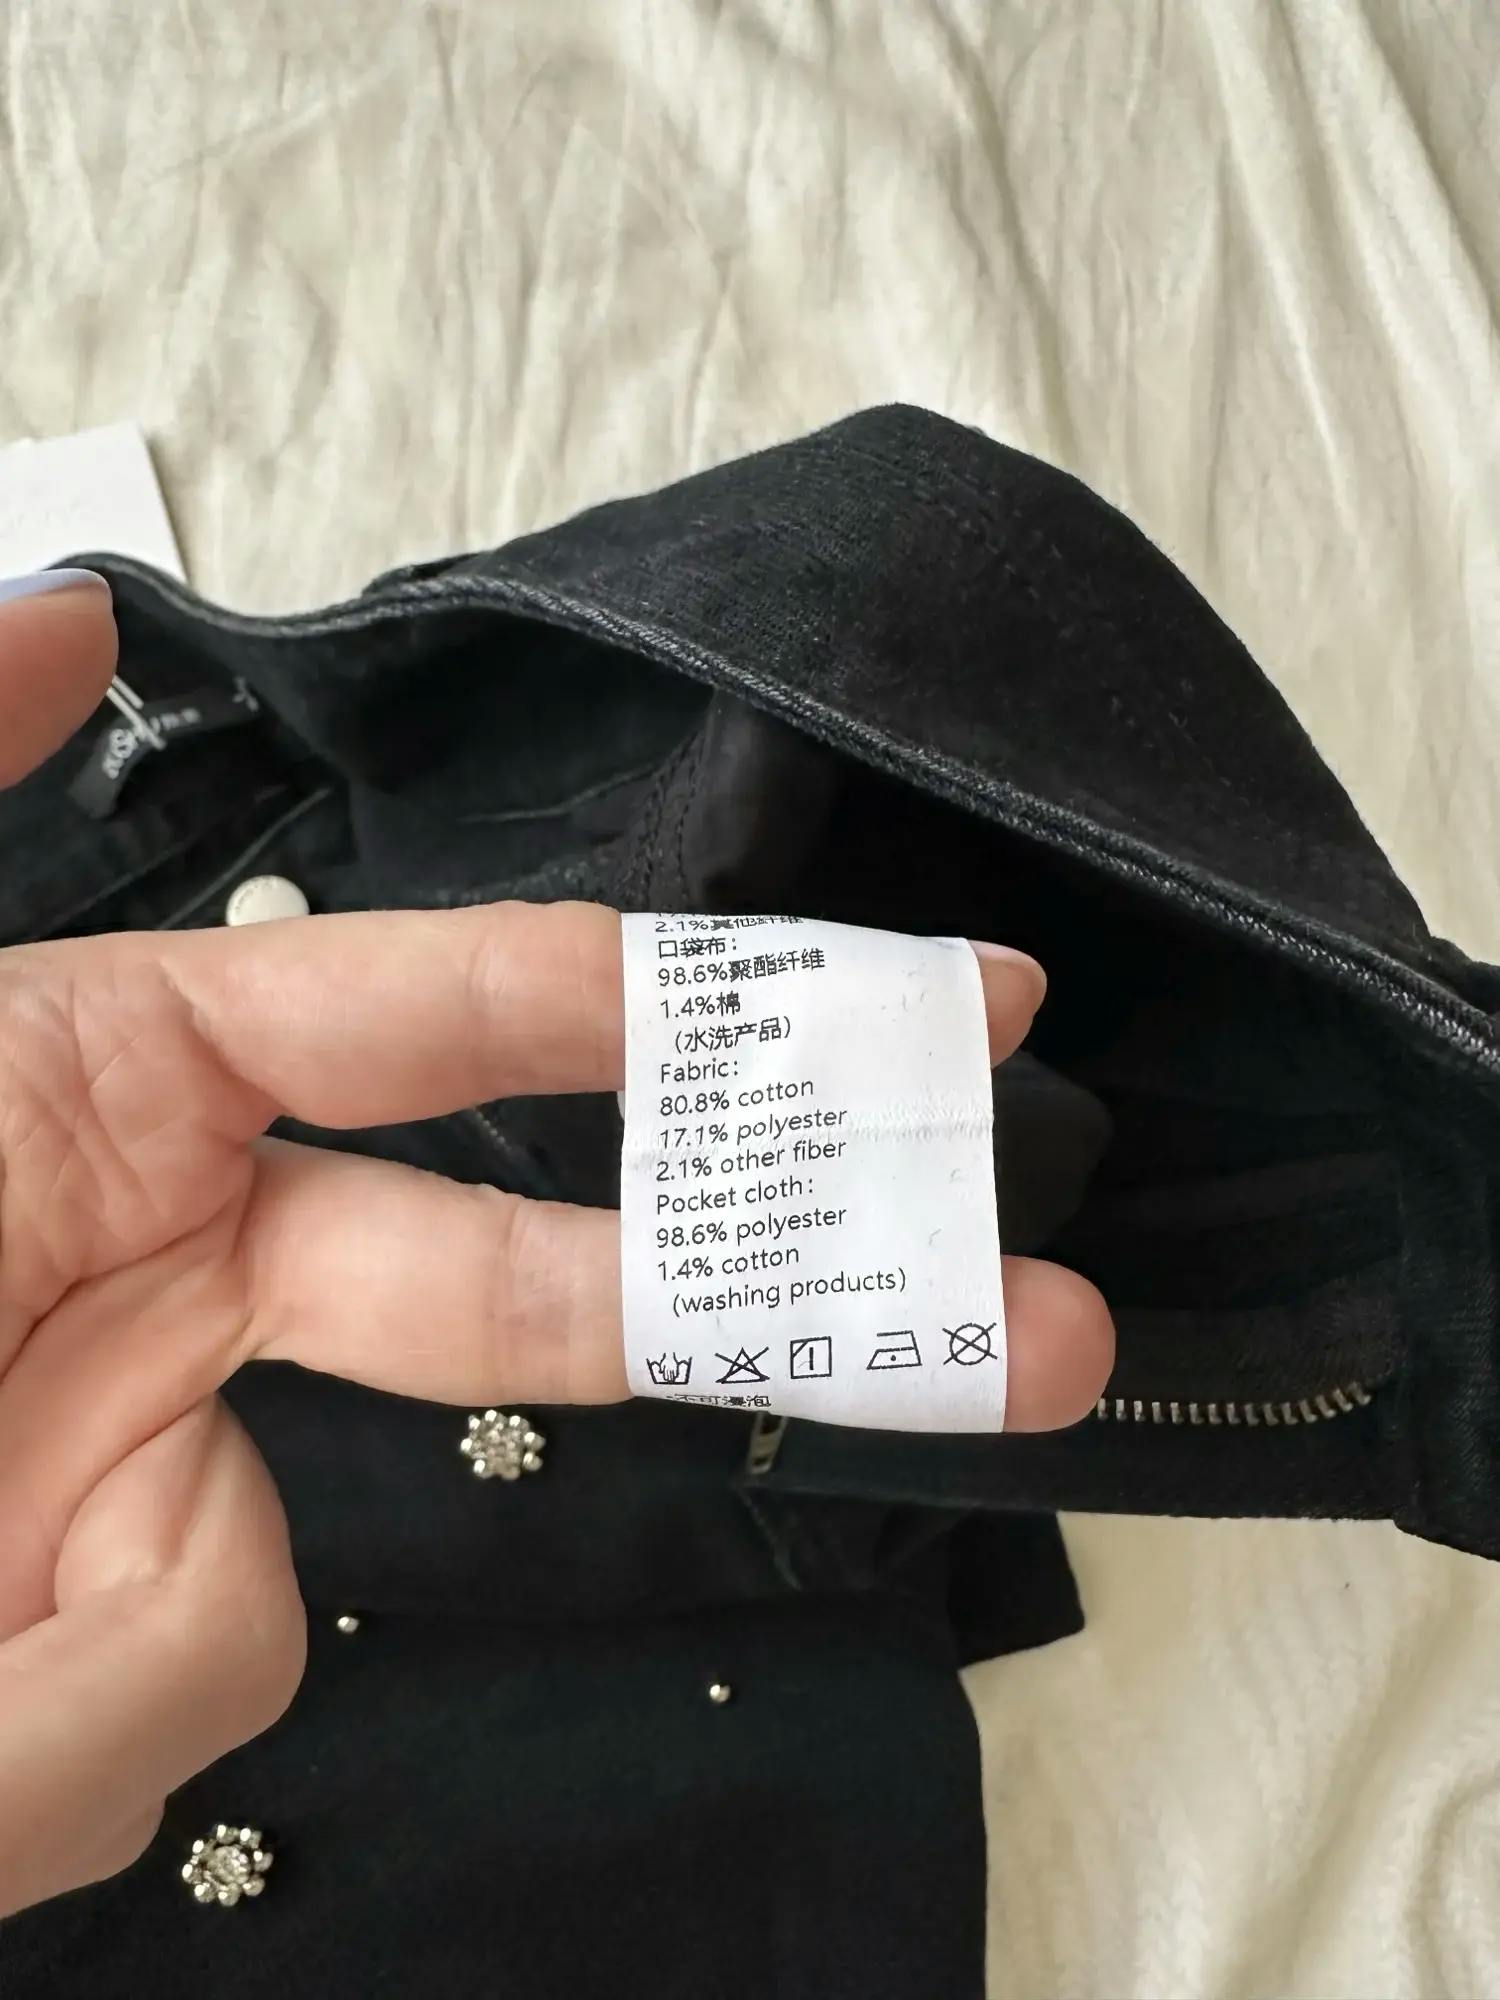 2.1%其他纤维
口袋布:
98.6%聚酯纤维
1.4%棉
(水洗产品)
Fabric:
80.8% cotton
17.1% polyester
2.1% other fiber
Pocket cloth:
98.6% polyester
1.4% cotton
(washing products)
不可漫泡